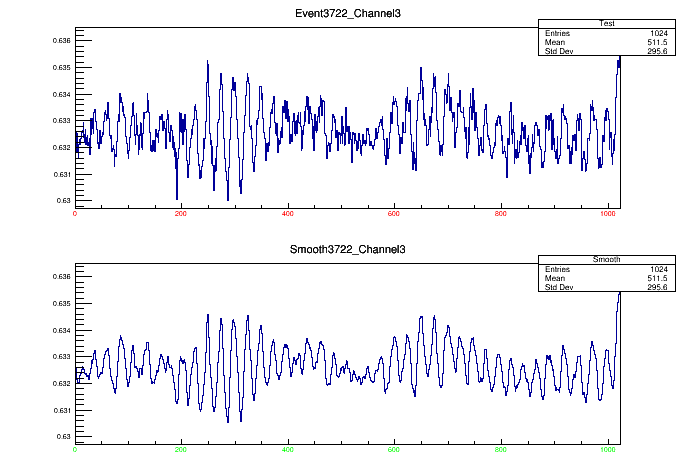 Event3722_Channel3
Test
Entries 1024
Mean 511.5
Std Dev 295.6
0.636
0.635
0.634
0.633
0.632
0.631
0.63
0 200 400 600 800 1000
Smooth3722_Channel3
Smooth
Entries 1024
Mean 511.5
Std Dev 295.6
0.636
0.635
0.634
0.633
0.632
0.631
0.63
0 200 400 600 800 1000